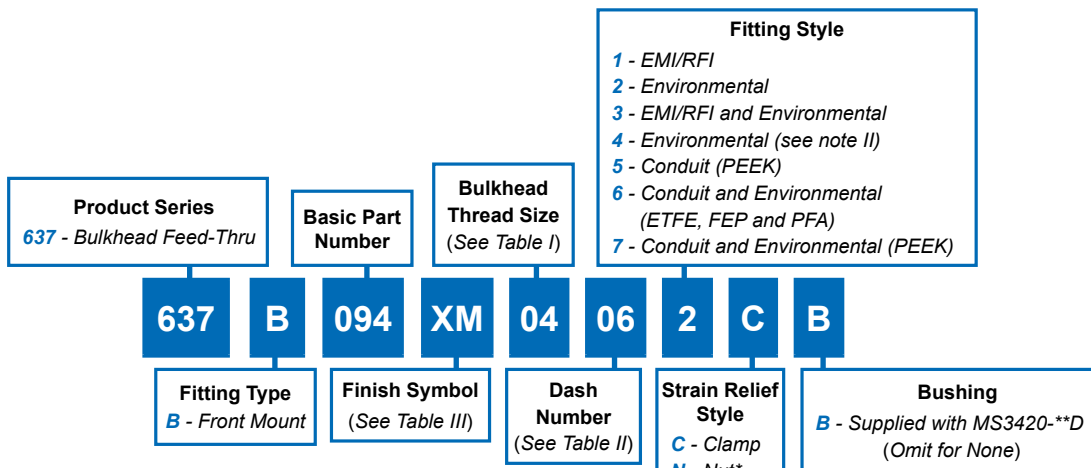 Fitting Style
1 - EMI/RFI
2 - Environmental
3 - EMI/RFI and Environmental
4 - Environmental (see note II)
5 - Conduit (PEEK)
6 - Conduit and Environmental
(ETFE, FEP and PFA)
7 - Conduit and Environmental (PEEK)
Bulkhead
Thread Size
(See Table I)
Basic Part
Number
Product Series
637 - Bulkhead Feed-Thru
637 B 094 XM 04 06 2 C B
Fitting Type
B - Front Mount
Finish Symbol
(See Table III)
Dash
Number
(See Table II)
Strain Relief
Style
C - Clamp
N - Nut*
Bushing
B - Supplied with MS3420-**D
(Omit for None)